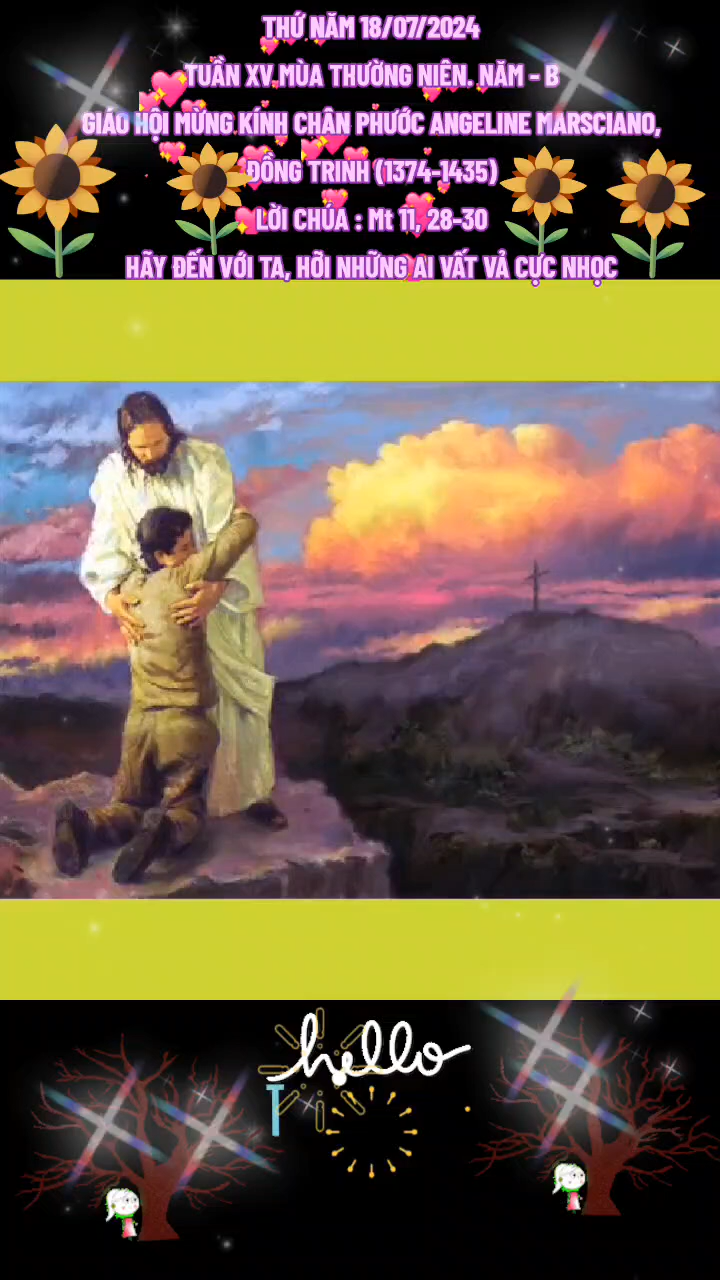 THỨ NĂM 18/07/2024
TUẦN XV MÙA THƯỜNG NIÊN. NĂM - B
GIÁO HỘI MỪNG KÍNH CHÂN PHƯỚC ANGELINE MARSCIANO,
ĐỒNG TRINH (1374-1435)
LỜI CHÚA : Mt 11, 28-30
HÃY ĐẾN VỚI TA, HỠI NHỮNG AI VẤT VẢ CỰC NHỌC
hello
T